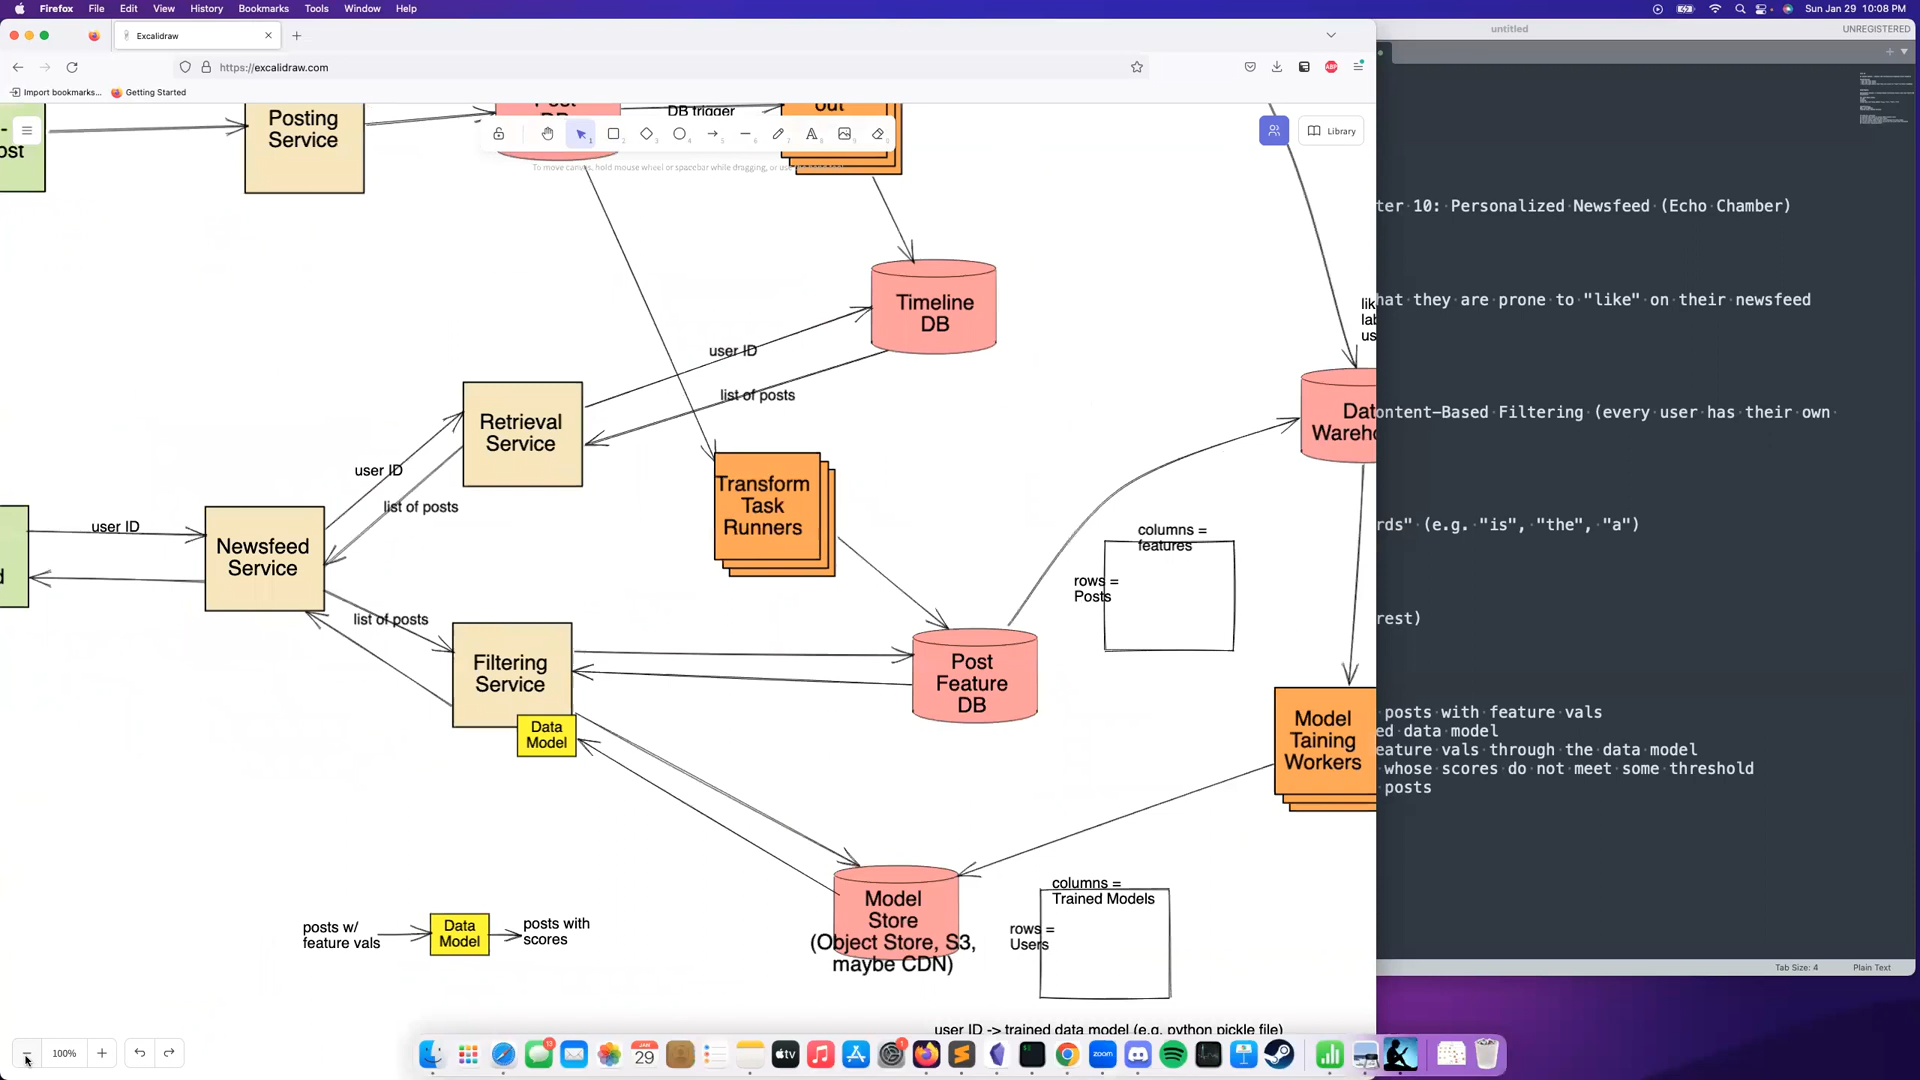 Firefox File Edit View History Bookmarks Tools Window Help
Sun Jan 29 10:08 PM
Excalidraw
untitled
UNREGISTERED
https://excalidraw.com
Import bookmarks...
Getting Started
Library
To move canvas, hold mouse wheel or spacebar while dragging, or use
ost
Posting
Service
DB trigger
out
Timeline
DB
user ID
list of posts
Retrieval
Service
user ID
list of posts
Transform
Task
Runners
user ID
Newsfeed
Service
list of posts
Filtering
Service
Data
Model
Post
Feature
DB
columns =
features
rows =
Posts
Model
Taining
Workers
Model
Store
(Object Store, S3,
maybe CDN)
columns =
Trained Models
rows =
Users
posts w/
feature vals
Data
Model
posts with
scores
user ID -> trained data model (e.g. python pickle file)
100%
ter 10: Personalized Newsfeed (Echo Chamber)
hat they are prone to "like" on their newsfeed
ontent-Based Filtering (every user has their own
rds" (e.g. "is", "the", "a")
rest)
posts with feature vals
ed data model
eature vals through the data model
whose scores do not meet some threshold
posts
Tab Size: 4
Plain Text
JAN
29
tv
zoom